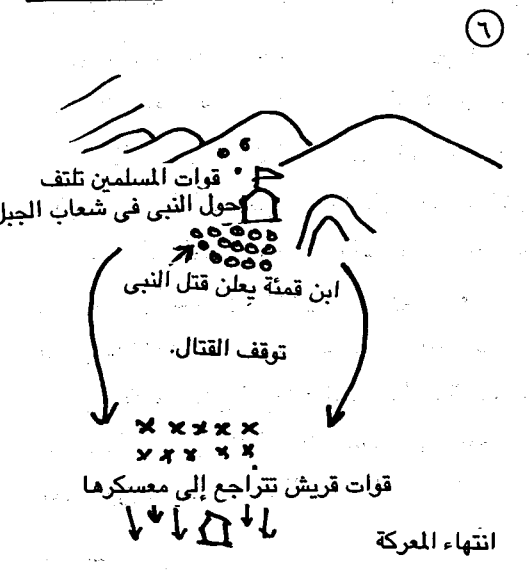 ٦
قوات المسلمين تلتف
حول النبى فى شعاب الجبل
ابن قمئة يعلن قتل النبى
توقف القتال.
قوات قريش تتراجع إلى معسكرها
انتهاء المعركة